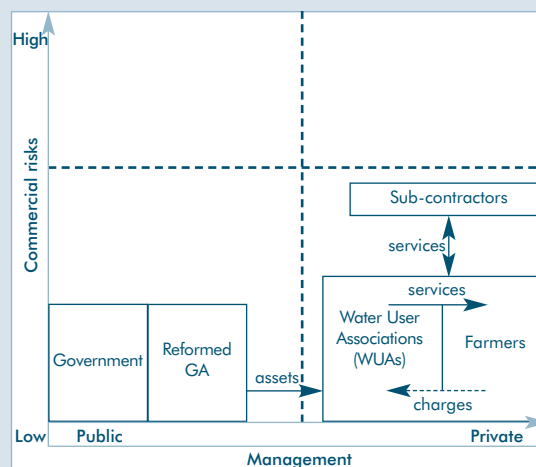 High
Commercial risks
Sub-contractors
services
services
Water User
Associations
(WUAs)
Farmers
Government
Reformed
GA
assets
charges
Low
Public
Private
Management